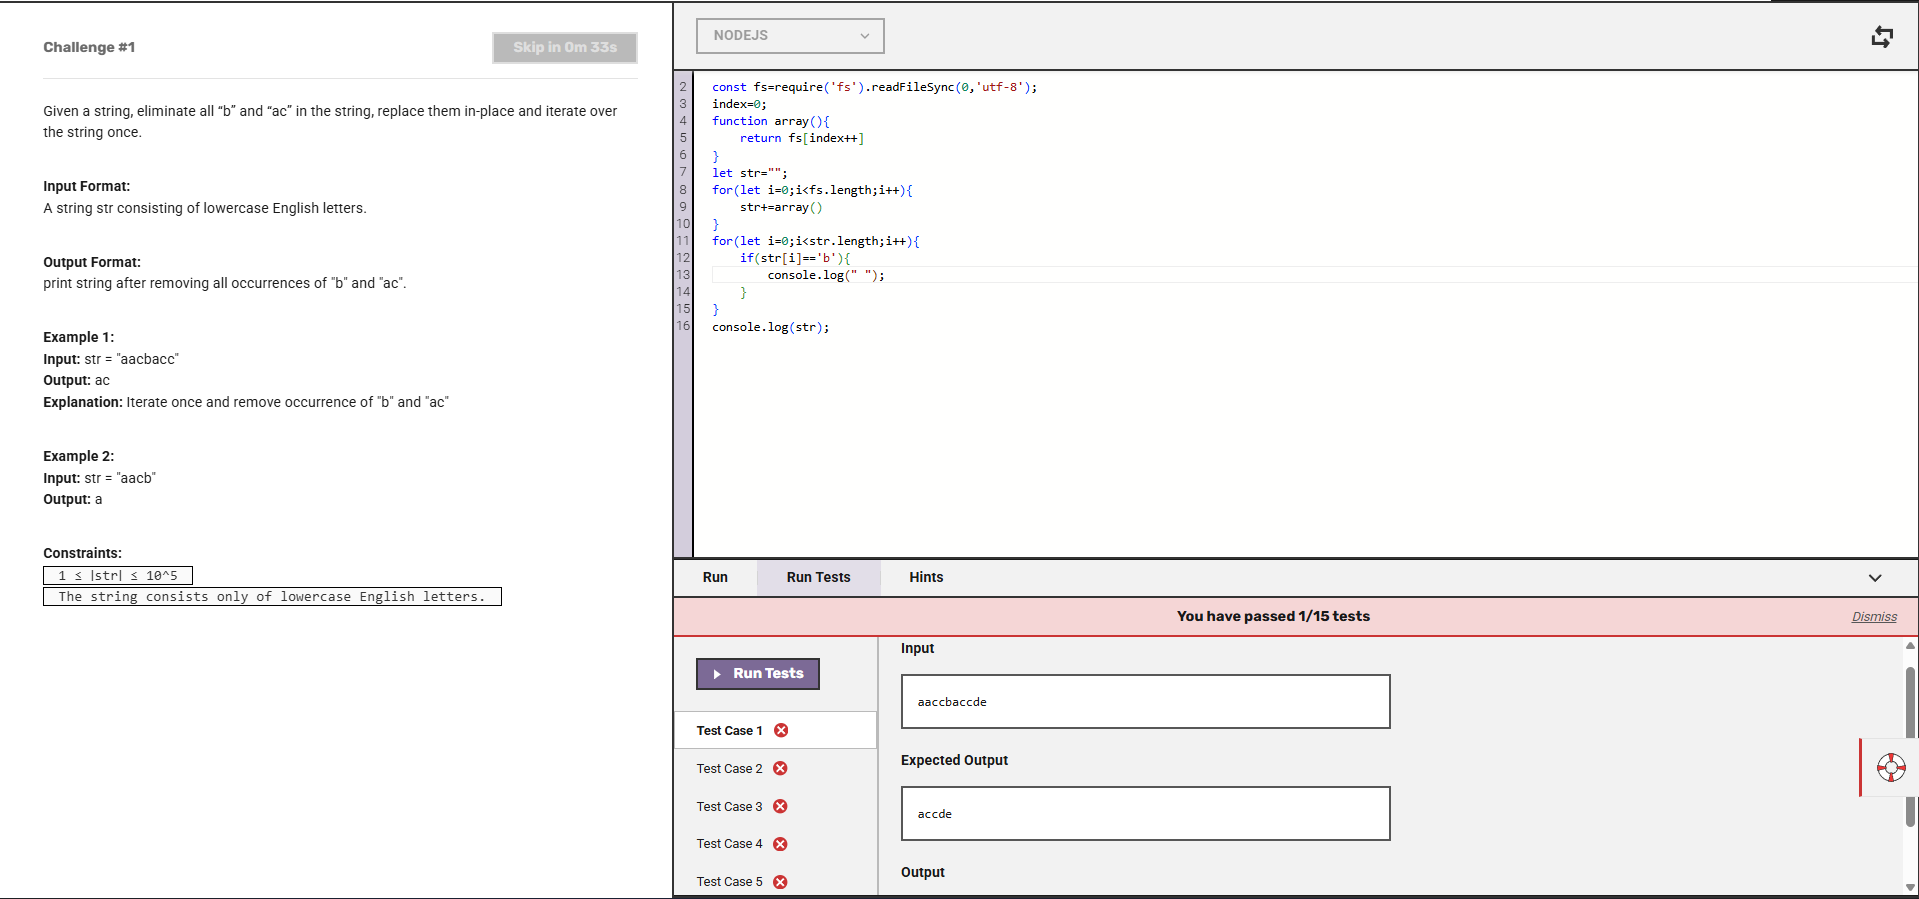 Challenge #1
Skip in 0m 33s
Given a string, eliminate all “b” and “ac” in the string, replace them in-place and iterate over
the string once.
Input Format:
A string str consisting of lowercase English letters.
Output Format:
print string after removing all occurrences of "b" and "ac".
Example 1:
Input: str = "aacbacc"
Output: ac
Explanation: Iterate once and remove occurrence of "b" and "ac"
Example 2:
Input: str = "aacb"
Output: a
Constraints:
1 ≤ |str| ≤ 10^5
The string consists only of lowercase English letters.
NODEJS
2 const fs=require('fs').readFileSync(0,'utf-8');
3 index=0;
4 function array(){
5     return fs[index++]
6 }
7 let str="";
8 for(let i=0;i<fs.length;i++){
9     str+=array()
10 }
11 for(let i=0;i<str.length;i++){
12     if(str[i]=='b'){
13         console.log(" ");
14     }
15 }
16 console.log(str);
Run Run Tests Hints
You have passed 1/15 tests Dismiss
Run Tests
Test Case 1
Test Case 2
Test Case 3
Test Case 4
Test Case 5
Input
aaccbaccde
Expected Output
accde
Output